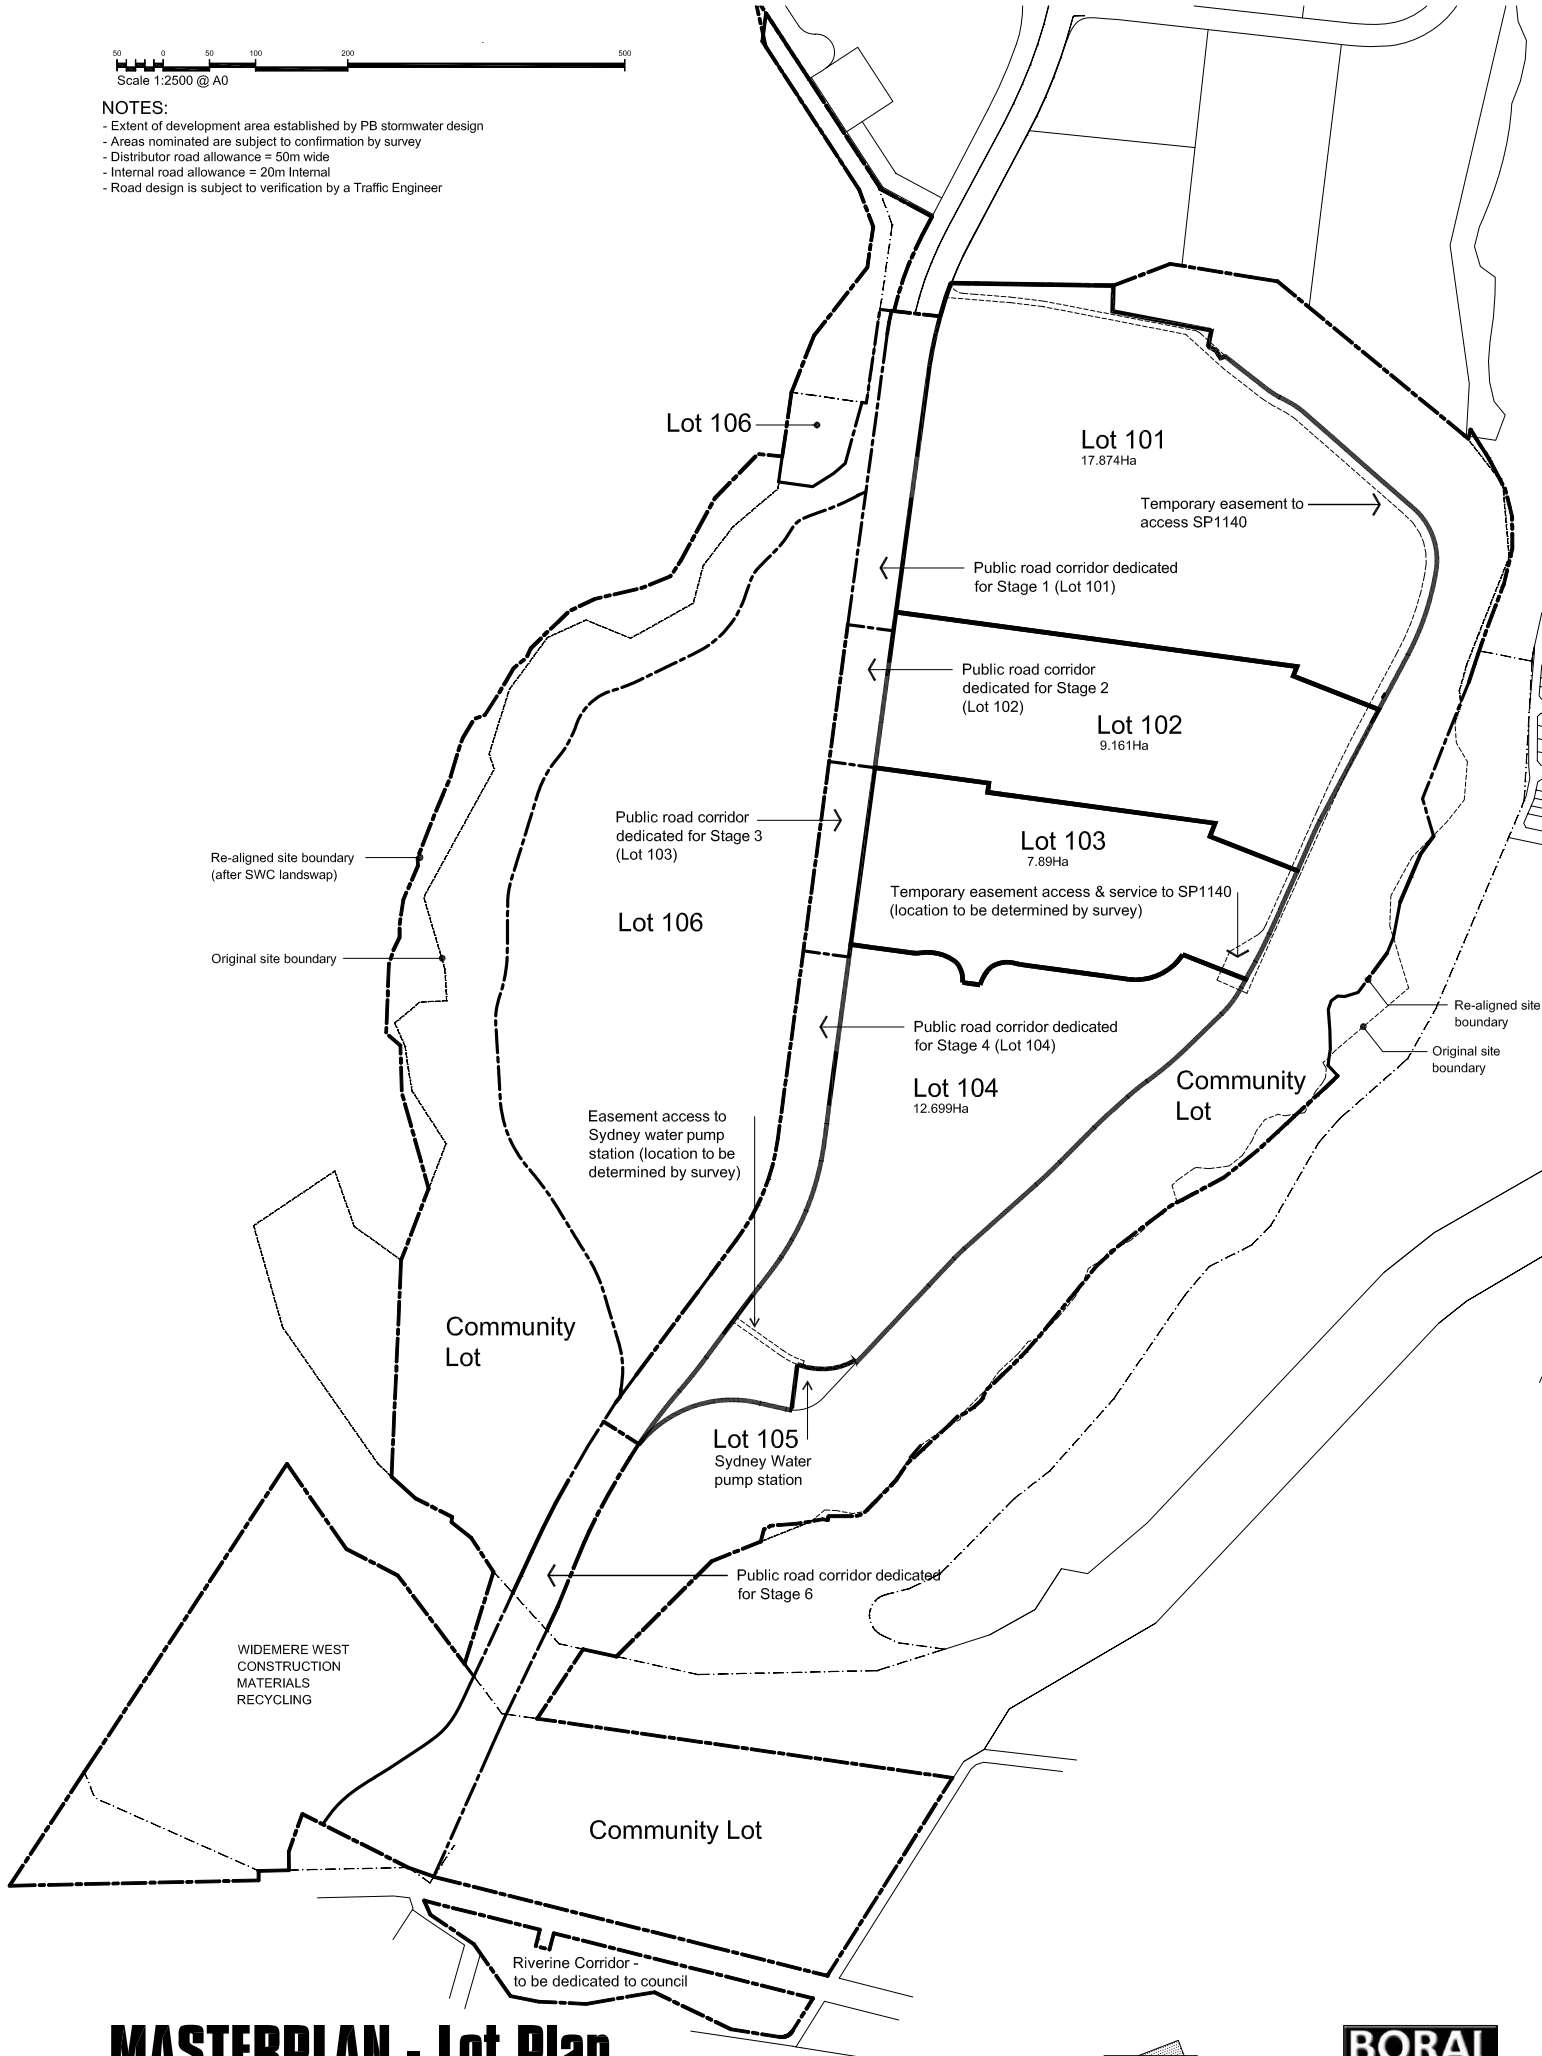 50 0 50 100 200 500
Scale 1:2500 @ A0
NOTES:
- Extent of development area established by PB stormwater design
- Areas nominated are subject to confirmation by survey
- Distributor road allowance = 50m wide
- Internal road allowance = 20m Internal
- Road design is subject to verification by a Traffic Engineer
Lot 106
Lot 101
17.874Ha
Temporary easement to
access SP1140
Public road corridor dedicated
for Stage 1 (Lot 101)
Public road corridor
dedicated for Stage 2
(Lot 102)
Lot 102
9.161Ha
Public road corridor
dedicated for Stage 3
(Lot 103)
Lot 103
7.89Ha
Re-aligned site boundary
(after SWC landswap)
Temporary easement access & service to SP1140
(location to be determined by survey)
Lot 106
Original site boundary
Re-aligned site
boundary
Public road corridor dedicated
for Stage 4 (Lot 104)
Original site
boundary
Lot 104
12.699Ha
Community
Lot
Easement access to
Sydney water pump
station (location to be
determined by survey)
Community
Lot
Lot 105
Sydney Water
pump station
Public road corridor dedicated
for Stage 6
WIDEMERE WEST
CONSTRUCTION
MATERIALS
RECYCLING
Community Lot
Riverine Corridor -
to be dedicated to council
MASTERPLAN - Lot Plan
BORAL